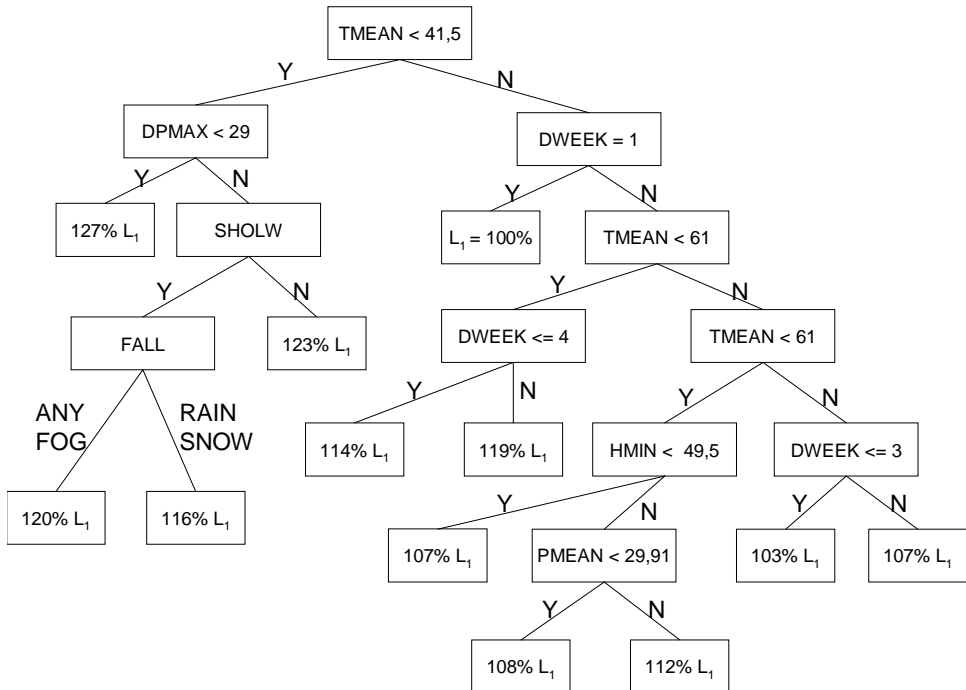 TMEAN < 41,5
Y
N
DPMAX < 29
DWEEK = 1
Y
N
Y
N
127% L₁
SHOLW
L₁ = 100%
TMEAN < 61
Y
N
Y
N
FALL
123% L₁
DWEEK <= 4
TMEAN < 61
ANY
FOG
RAIN
SNOW
Y
N
Y
N
114% L₁
119% L₁
HMIN < 49,5
DWEEK <= 3
120% L₁
116% L₁
Y
N
Y
N
107% L₁
PMEAN < 29,91
103% L₁
107% L₁
Y
N
108% L₁
112% L₁